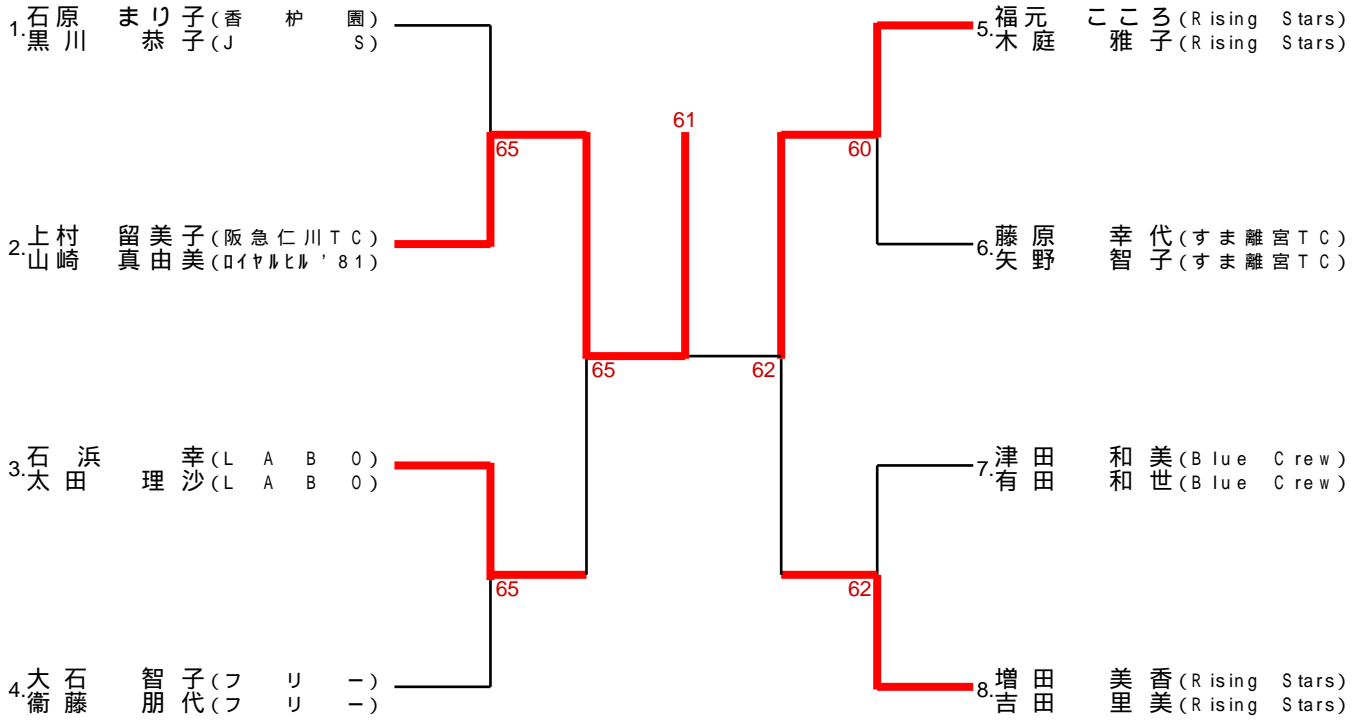 1.石原 まり子(香 枦 園)
黒川 恭子(J S)
65
2.上村 留美子(阪急仁川TC)
山崎 真由美(ﾛｲﾔﾙﾋﾙ'81)
65
3.石浜 幸(LABO)
太田 理沙(LABO)
65
4.大石 智子(フリー)
衞藤 朋代(フリー)
61
5.福元 こころ(Rising Stars)
木庭 雅子(Rising Stars)
60
6.藤原 幸代(すま離宮TC)
矢野 智子(すま離宮TC)
62
7.津田 和美(Blue Crew)
有田 和世(Blue Crew)
62
8.増田 美香(Rising Stars)
吉田 里美(Rising Stars)